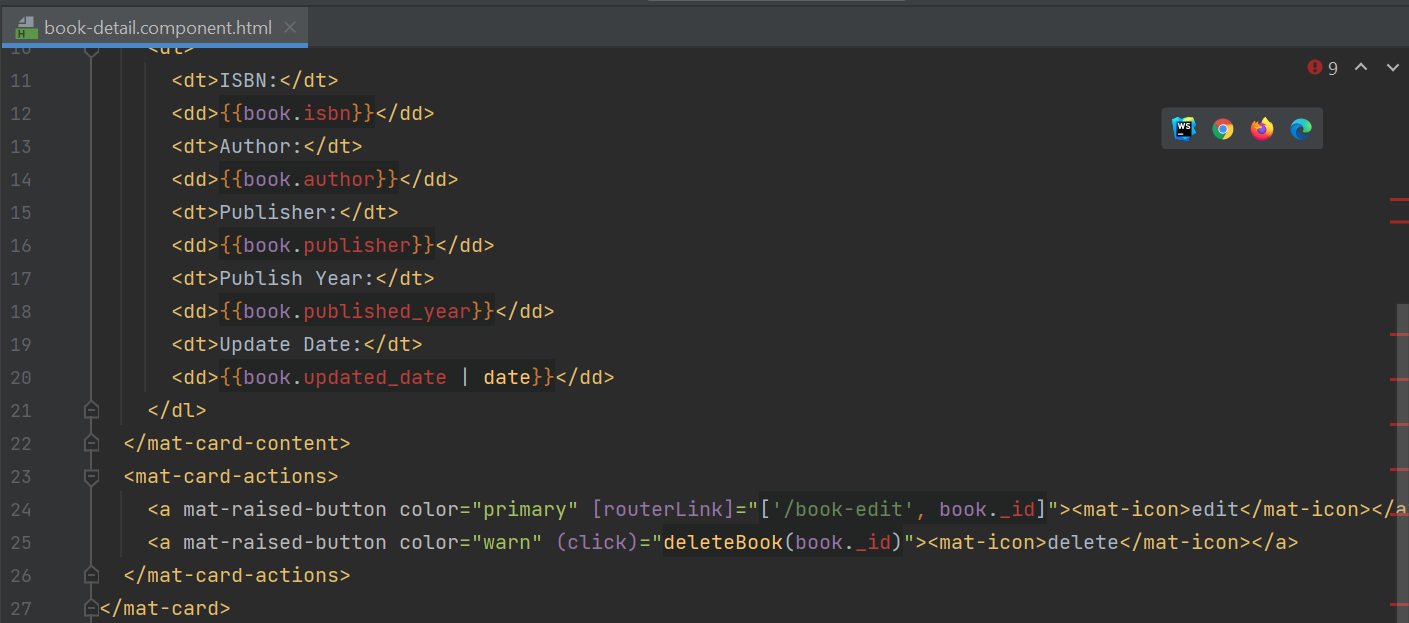 book-detail.component.html
10 <dl>
11 <dt>ISBN:</dt>
9
12 <dd>{{book.isbn}}</dd>
WS
13 <dt>Author:</dt>
14 <dd>{{book.author}}</dd>
15 <dt>Publisher:</dt>
16 <dd>{{book.publisher}}</dd>
17 <dt>Publish Year:</dt>
18 <dd>{{book.published_year}}</dd>
19 <dt>Update Date:</dt>
20 <dd>{{book.updated_date | date}}</dd>
21 </dl>
22 </mat-card-content>
23 <mat-card-actions>
24 <a mat-raised-button color="primary" [routerLink]="['/book-edit', book._id]"><mat-icon>edit</mat-icon></a
25 <a mat-raised-button color="warn" (click)="deleteBook(book._id)"><mat-icon>delete</mat-icon></a>
26 </mat-card-actions>
27 </mat-card>